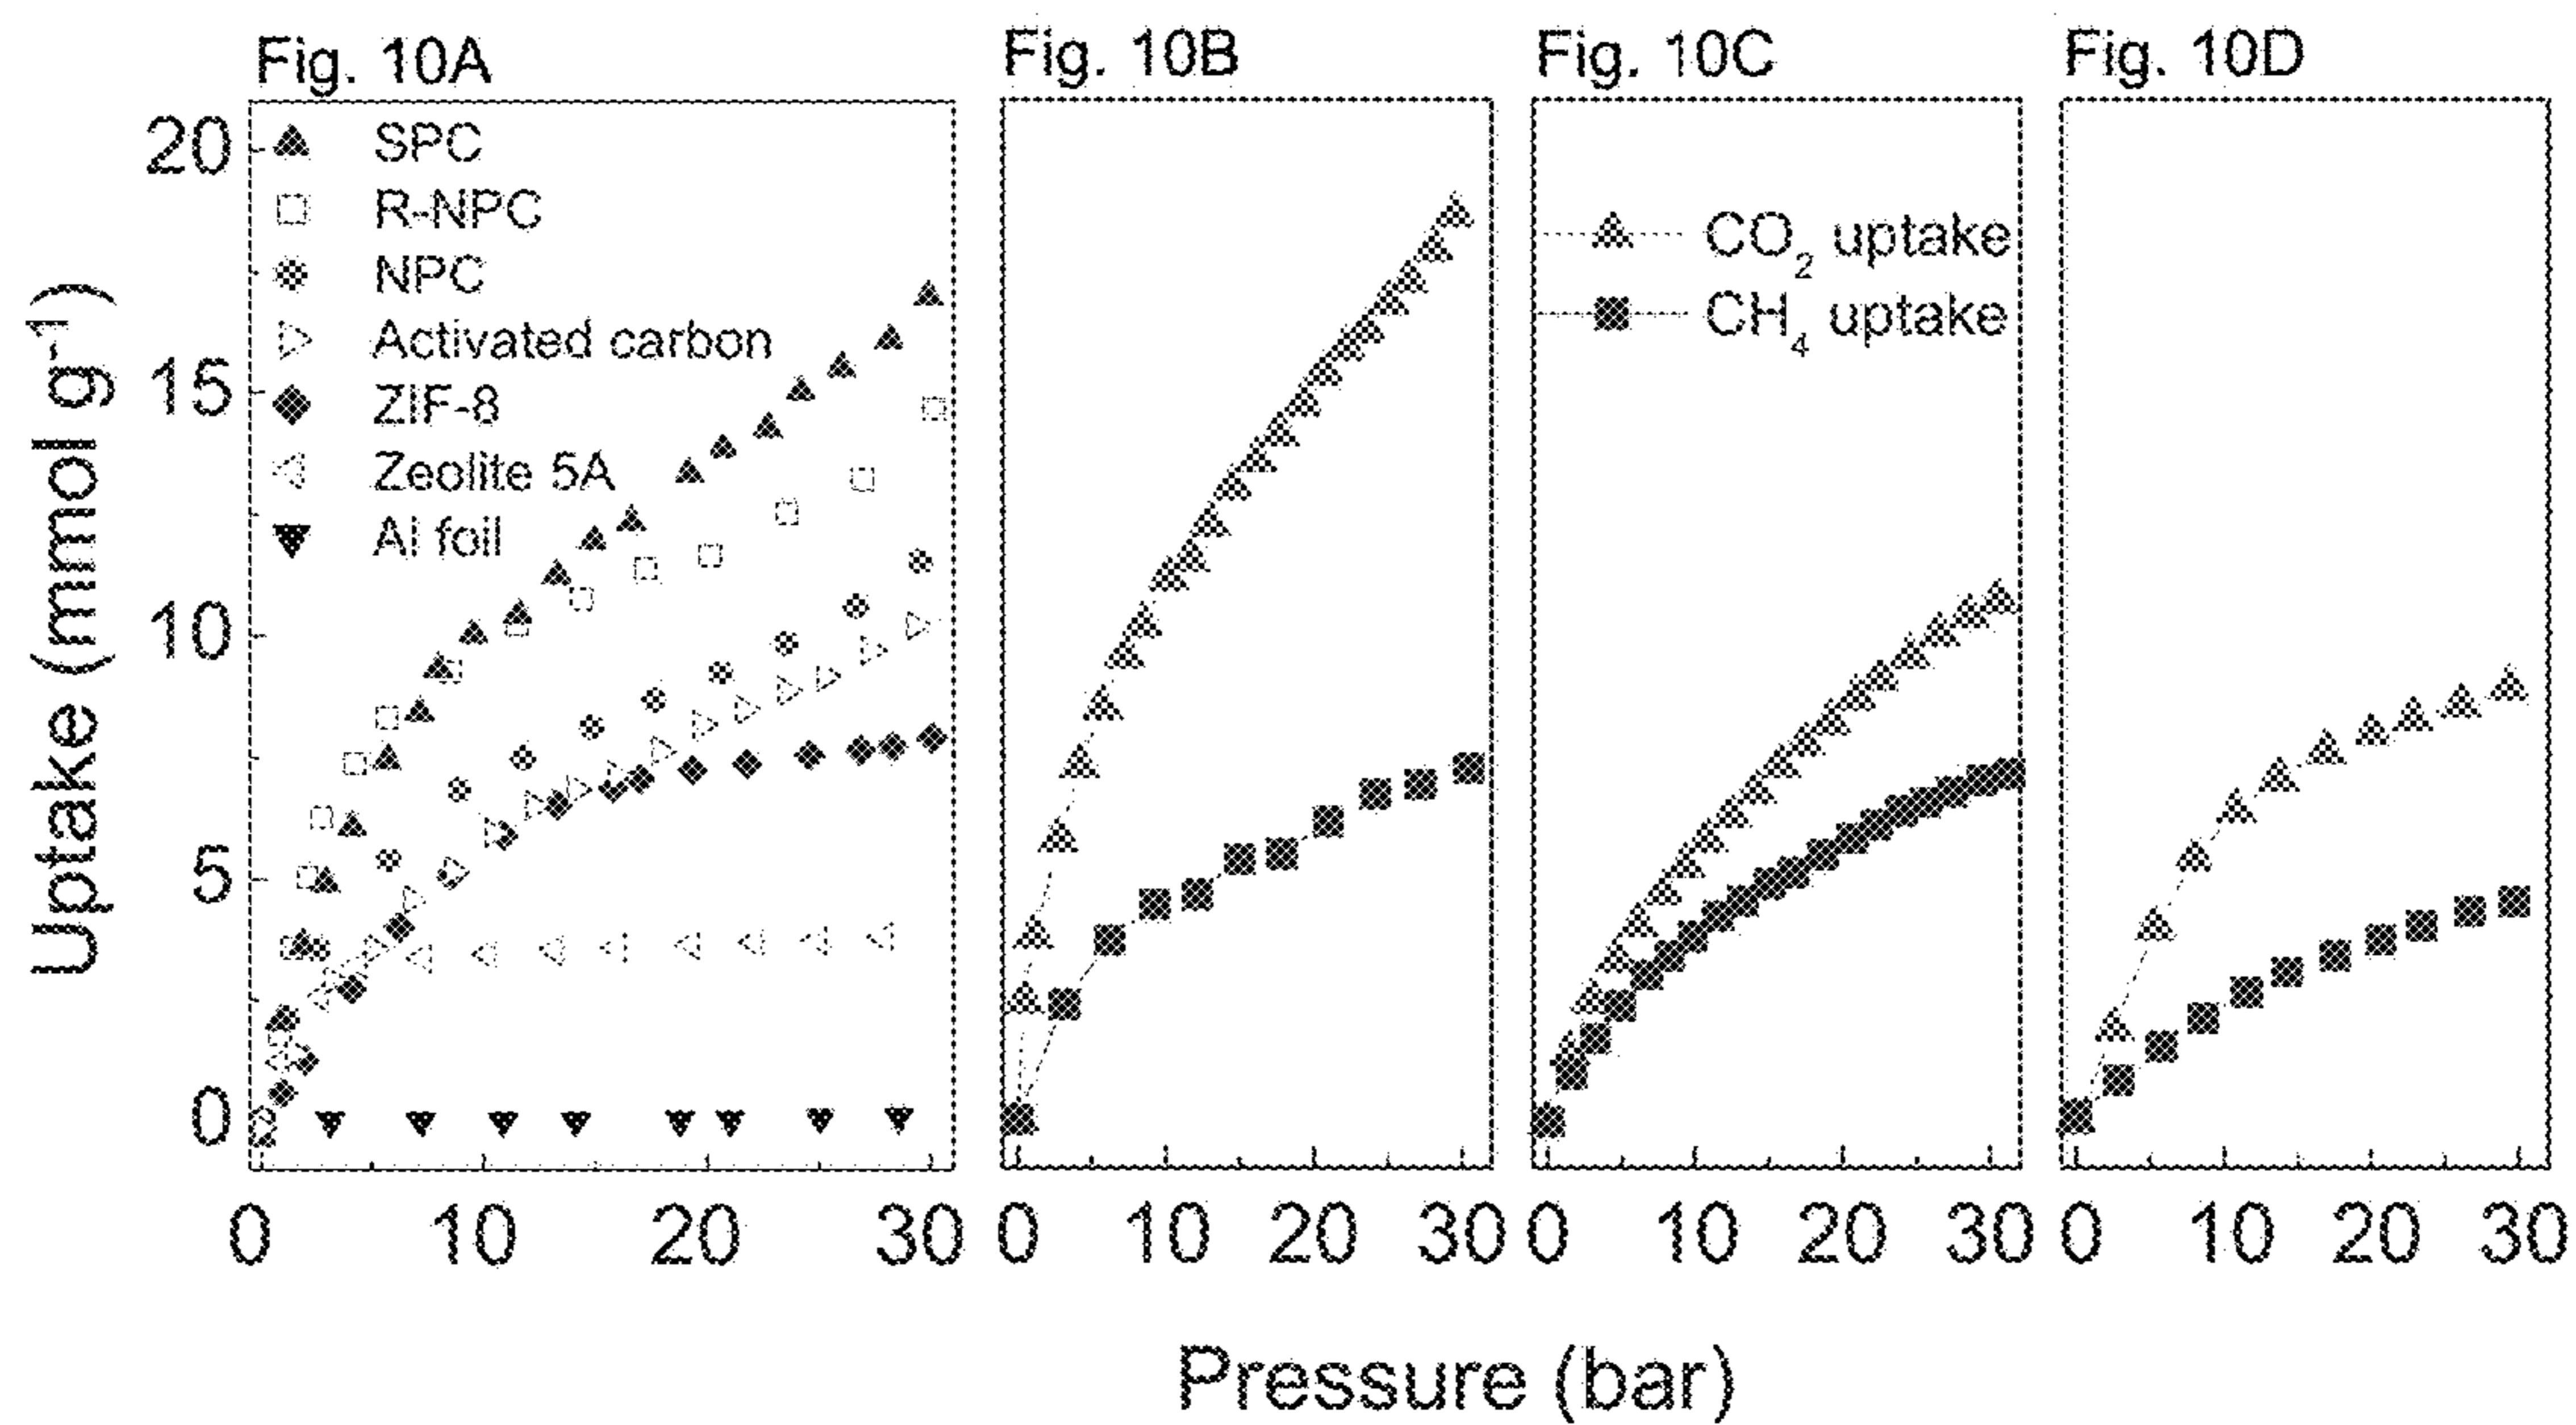 Fig. 10A
Fig. 10B
Fig. 10C
Fig. 10D
Uptake (mmol g-1)
20
15
10
5
0
SPC
R-NPC
NPC
Activated carbon
ZIF-8
Zeolite 5A
Al foil
CO2 uptake
CH4 uptake
0 10 20 30
0 10 20 30
0 10 20 30
0 10 20 30
Pressure (bar)